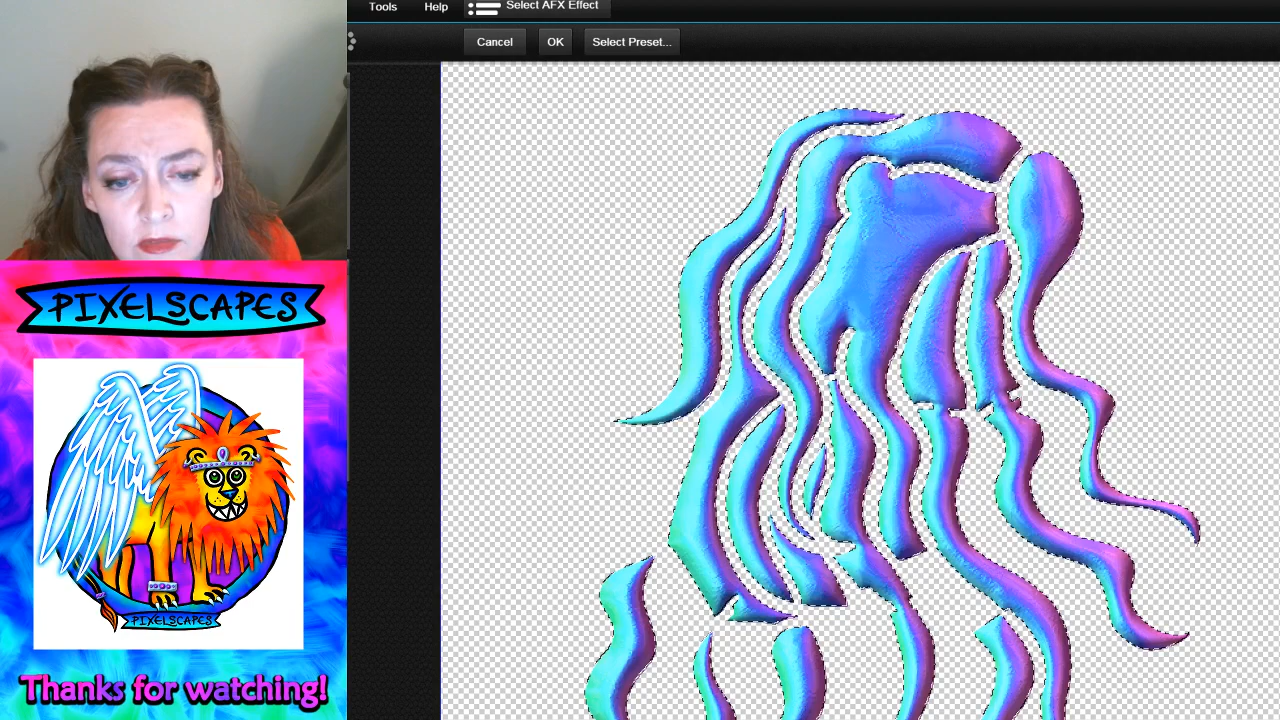 Tools Help Select AFX Effect
Cancel OK Select Preset...
PIXELSCAPES
PIXELSCAPES
Thanks for watching!